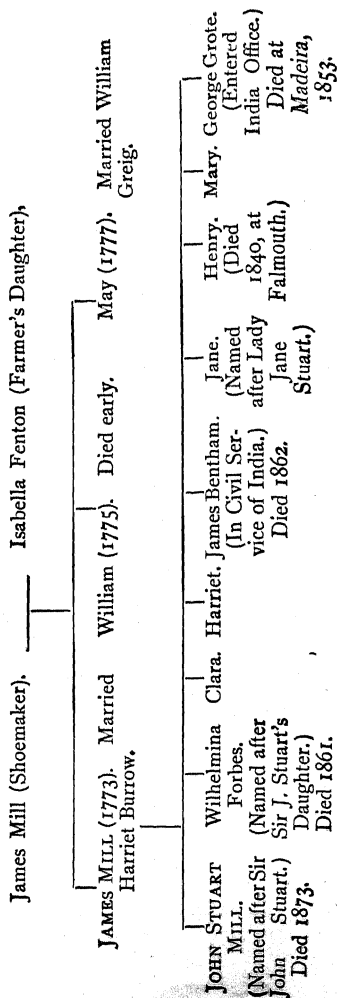 James Mill (Shoemaker). Isabella Fenton (Farmer's Daughter),
JAMES MILL (1773). Married
Harriet Burrow.
William (1775). Died early.
May (1777). Married William
Greig.
JOHN STUART
MILL.
(Named after Sir
John Stuart.)
Died 1873.
Wilhelmina
Forbes.
(Named after
Sir J. Stuart's
Daughter.)
Died 1861.
Clara.
Harriet.
James Bentham.
(In Civil Ser-
vice of India.)
Died 1862.
Jane.
(Named
after Lady
Jane
Stuart.)
Henry.
(Died
1840, at
Falmouth.)
Mary.
George Grote.
(Entered
India Office.)
Died at
Madeira,
1853.